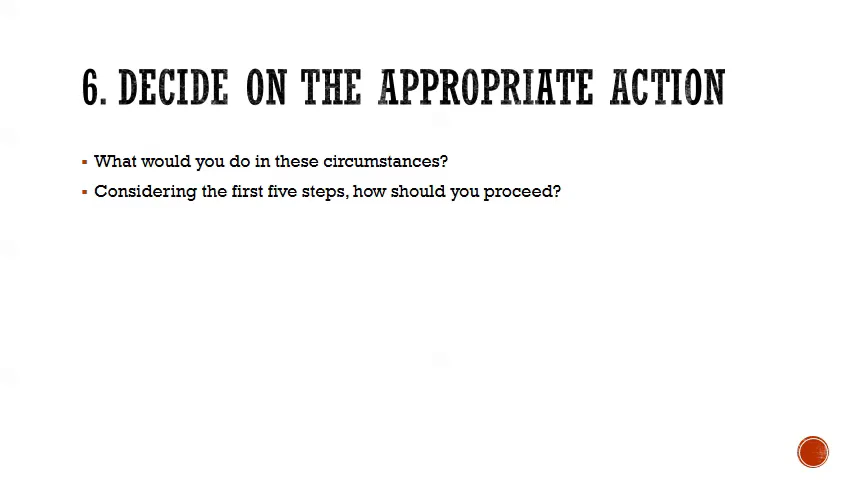 6. DECIDE ON THE APPROPRIATE ACTION
What would you do in these circumstances?
Considering the first five steps, how should you proceed?